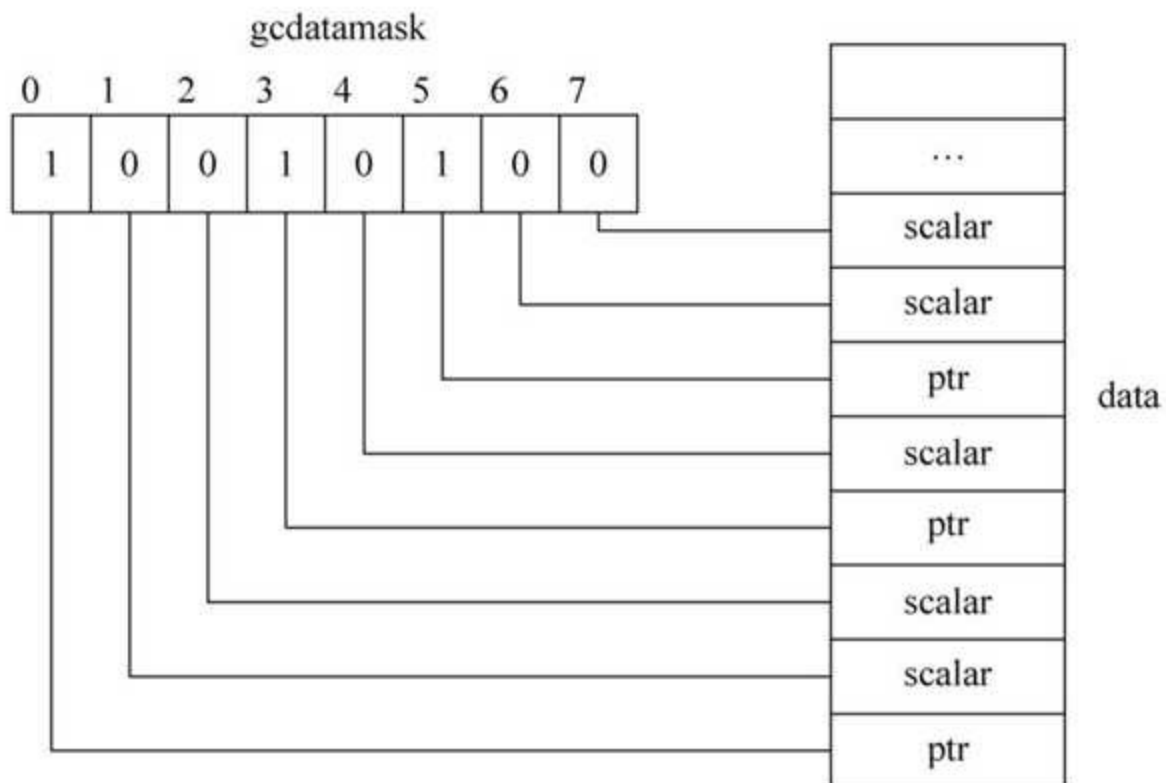 gcdatamask
0 1 2 3 4 5 6 7
1 0 0 1 0 1 0 0
...
scalar
scalar
ptr
scalar
ptr
scalar
scalar
ptr
data